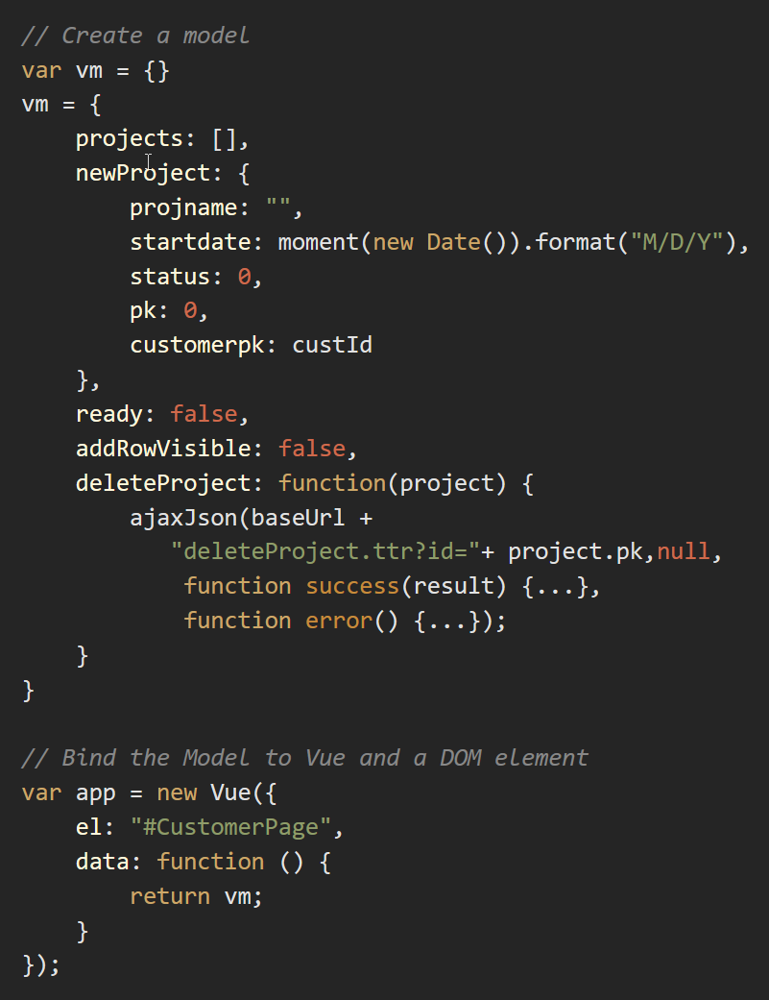 // Create a model
var vm = {}
vm = {
    projects: [],
    newProject: {
        projname: "",
        startdate: moment(new Date()).format("M/D/Y"),
        status: 0,
        pk: 0,
        customerpk: custId
    },
    ready: false,
    addRowVisible: false,
    deleteProject: function(project) {
        ajaxJson(baseUrl +
           "deleteProject.ttr?id="+ project.pk,null,
            function success(result) {...},
            function error() {...});
    }
}

// Bind the Model to Vue and a DOM element
var app = new Vue({
    el: "#CustomerPage",
    data: function () {
        return vm;
    }
});